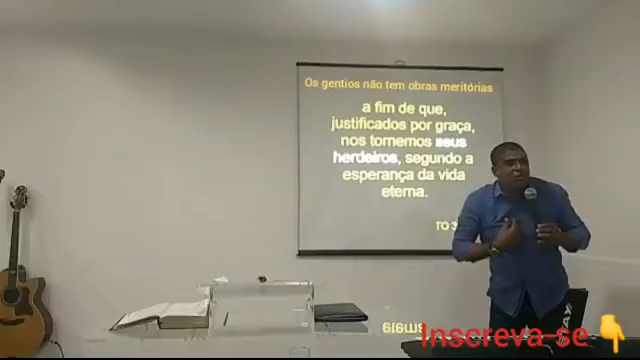 Os gentios não tem obras meritórias
a fim de que,
justificados por graça,
nos tornemos seus
herdeiros, segundo a
esperança da vida
eterna.
Inscreva-se👇